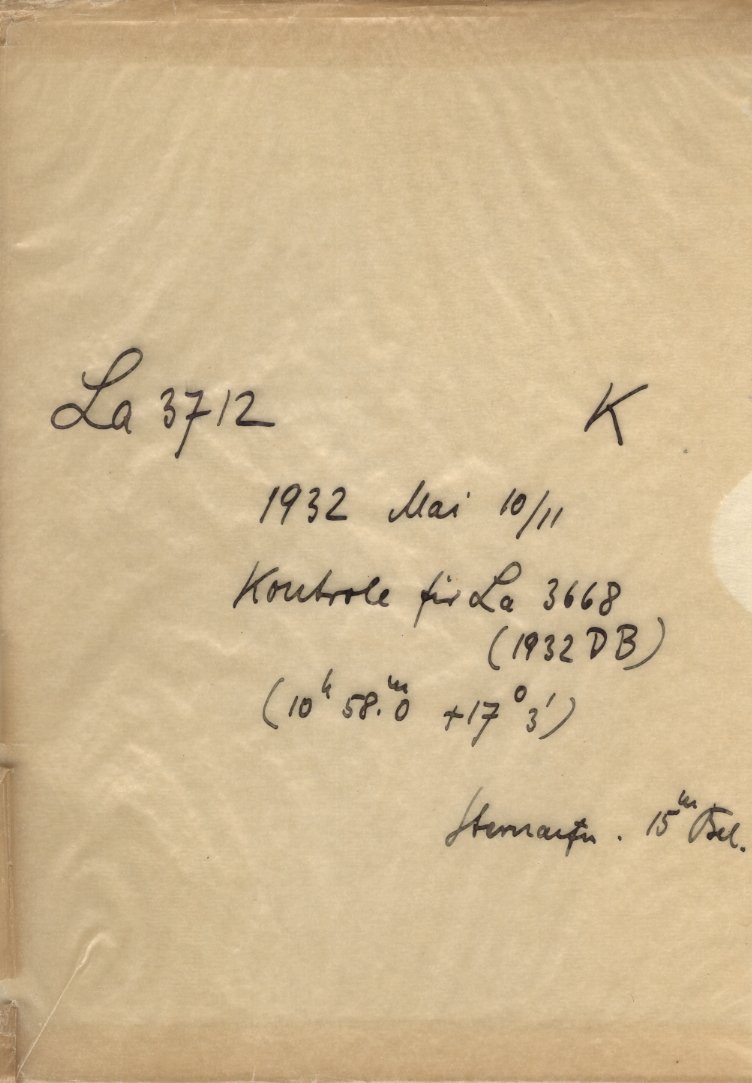 La 3712 K
1932 Mai 10/11
Kontrole für La 3668
(1932 DB)
(10ʰ 58.ᵐ0 +17° 3')
Sternaufn. 15ᵐ Bel.